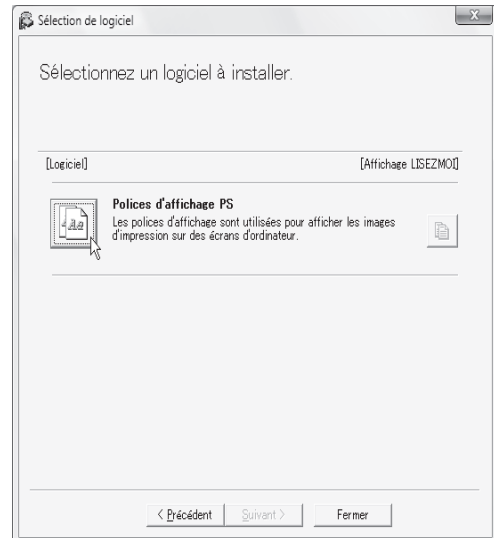 Sélection de logiciel
X
Sélectionnez un logiciel à installer.
[Logiciel] [Affichage LISEZMOI]
Aa
Polices d'affichage PS
Les polices d'affichage sont utilisées pour afficher les images
d'impression sur des écrans d'ordinateur.
< Précédent Suivant > Fermer